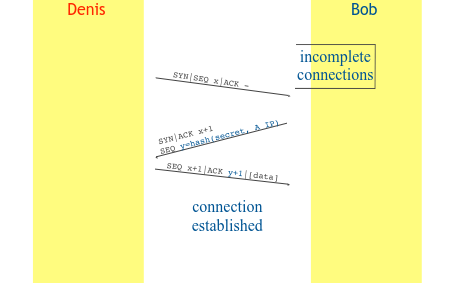 Denis
Bob
incomplete
connections
SYN|SEQ x|ACK –
SYN|ACK x+1
SEQ y=hash(secret, A_IP)
SEQ x+1|ACK y+1|[data]
connection
established